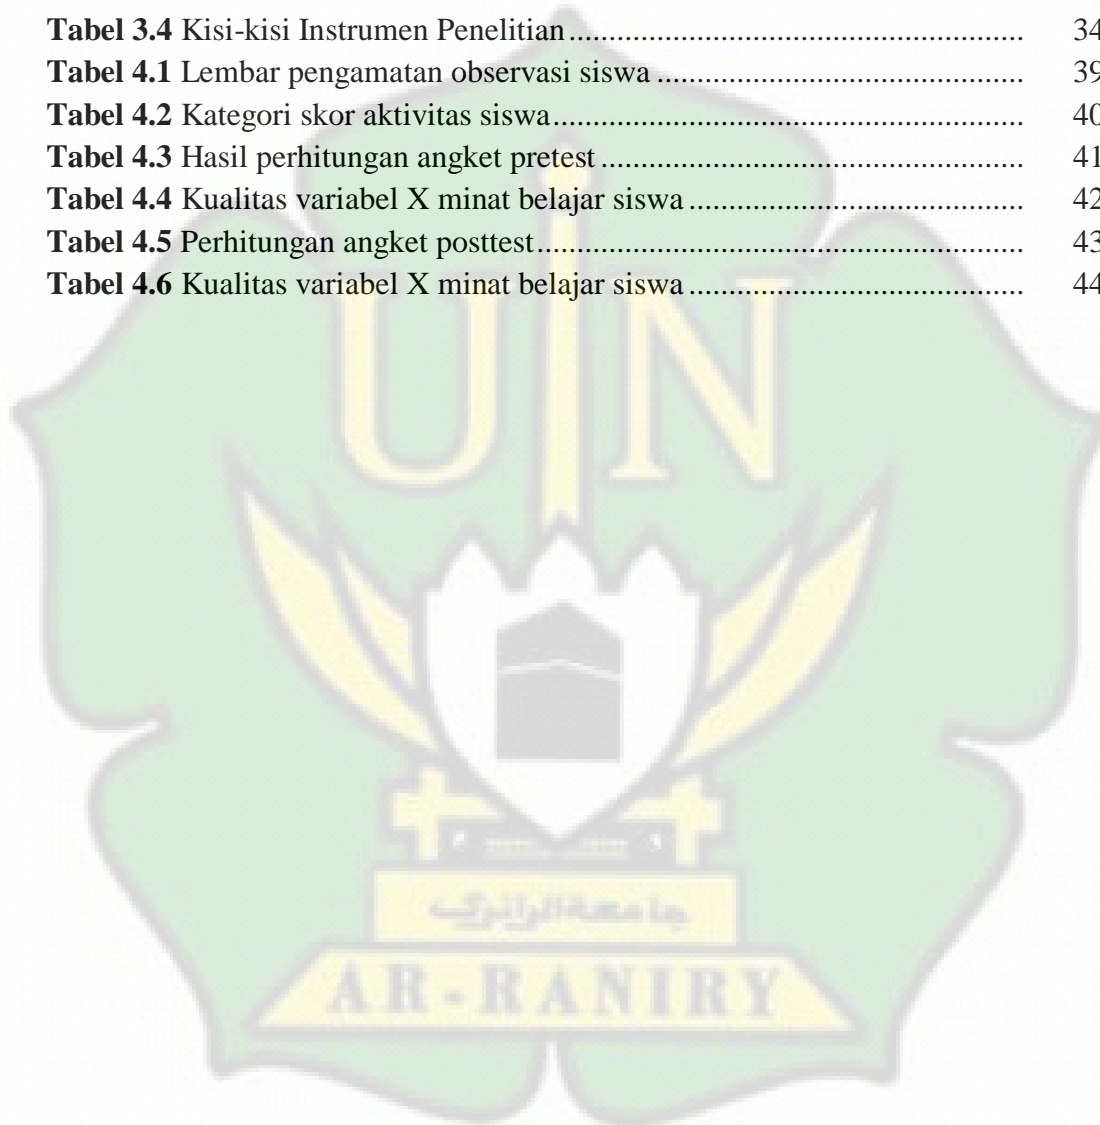 Tabel 3.4 Kisi-kisi Instrumen Penelitian.......................................................... 34
Tabel 4.1 Lembar pengamatan observasi siswa............................................... 39
Tabel 4.2 Kategori skor aktivitas siswa............................................................ 40
Tabel 4.3 Hasil perhitungan angket pretest...................................................... 41
Tabel 4.4 Kualitas variabel X minat belajar siswa........................................... 42
Tabel 4.5 Perhitungan angket posttest.............................................................. 43
Tabel 4.6 Kualitas variabel X minat belajar siswa........................................... 44
UIN
جامعة الرانري
AR-RANIRY